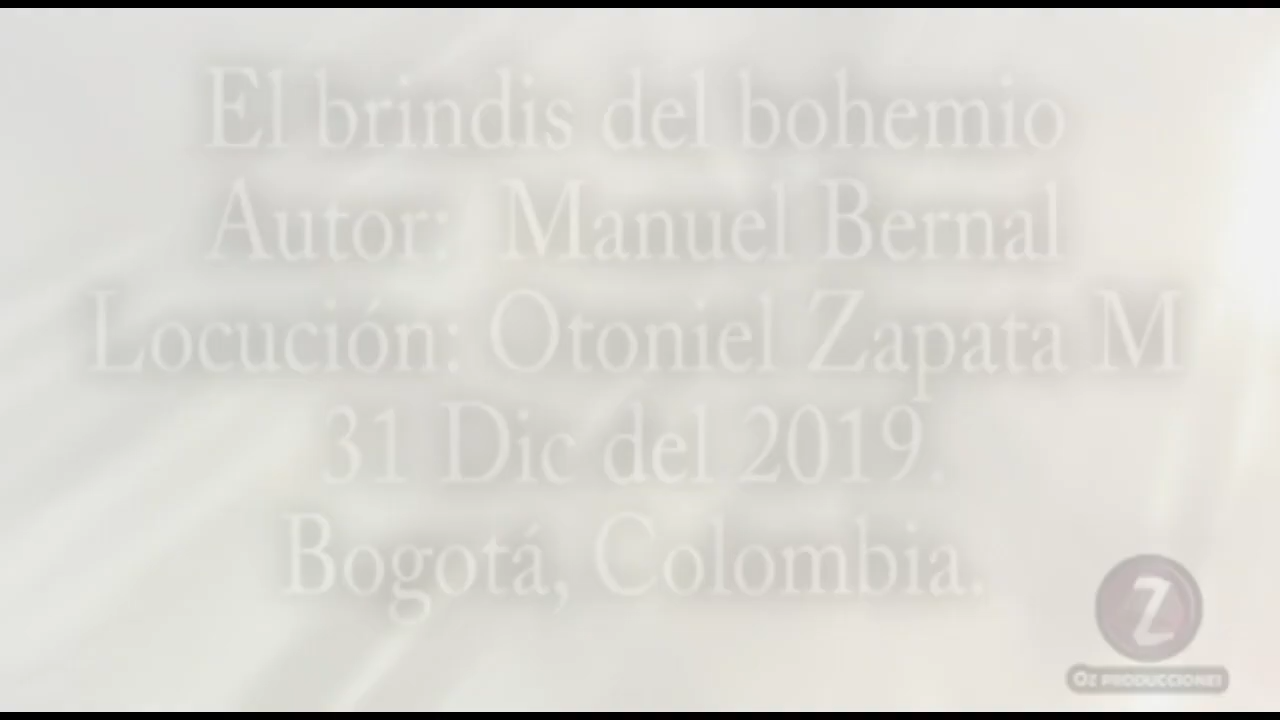 El brindis del bohemio
Autor: Manuel Bernal
Locución: Otoniel Zapata M
31 Dic del 2019.
Bogotá, Colombia.
Z
OZ PRODUCCIONES